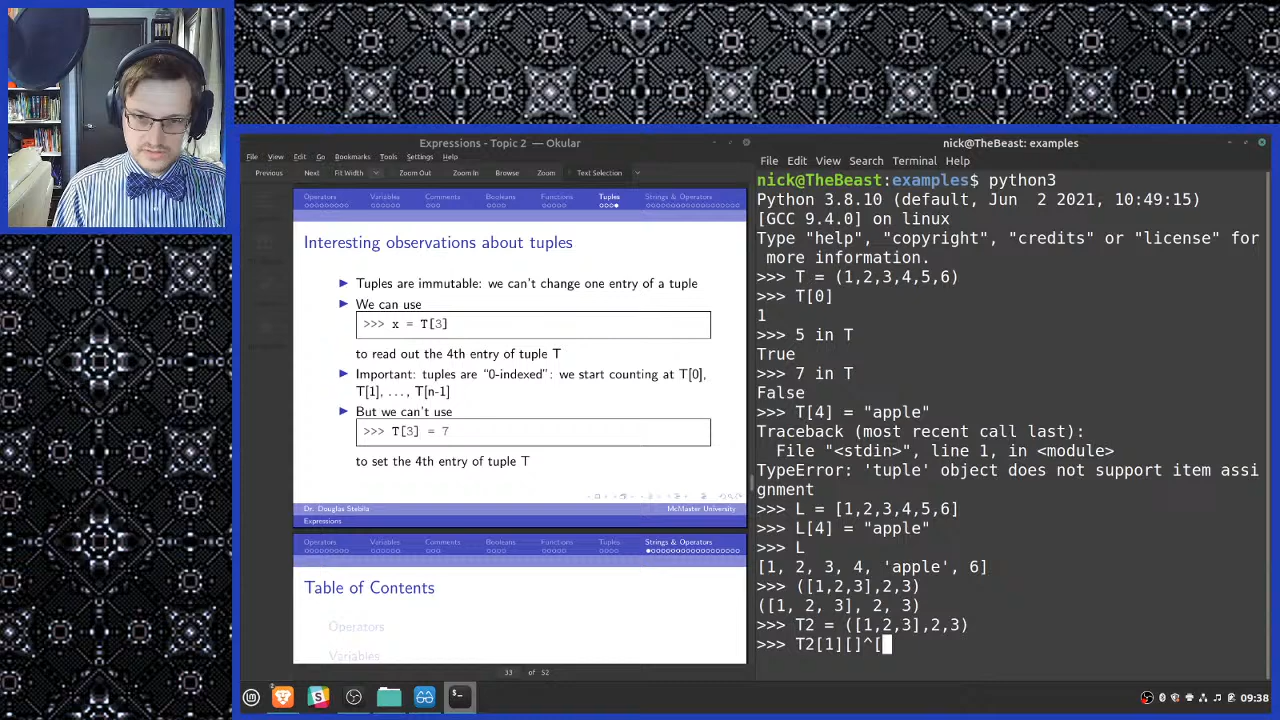 Expressions - Topic 2 — Okular
File View Go Bookmarks Tools Settings Help
Previous Next Fit Width Zoom Out Zoom In Browse Zoom Text Selection
Operators Variables Comments Booleans Functions Tuples Strings & Operators
Interesting observations about tuples
Tuples are immutable: we can't change one entry of a tuple
We can use
>>> x = T[3]
to read out the 4th entry of tuple T
Important: tuples are "0-indexed": we start counting at T[0],
T[1], ..., T[n-1]
But we can't use
>>> T[3] = 7
to set the 4th entry of tuple T
Dr. Douglas Stebila McMaster University
Expressions
Operators Variables Comments Booleans Functions Tuples Strings & Operators
Table of Contents
Operators
Variables
33 of 52
nick@TheBeast: examples
File Edit View Search Terminal Help
nick@TheBeast:examples$ python3
Python 3.8.10 (default, Jun 2 2021, 10:49:15)
[GCC 9.4.0] on linux
Type "help", "copyright", "credits" or "license" for
more information.
>>> T = (1,2,3,4,5,6)
>>> T[0]
1
>>> 5 in T
True
>>> 7 in T
False
>>> T[4] = "apple"
Traceback (most recent call last):
File "<stdin>", line 1, in <module>
TypeError: 'tuple' object does not support item assi
gnment
>>> L = [1,2,3,4,5,6]
>>> L[4] = "apple"
>>> L
[1, 2, 3, 4, 'apple', 6]
>>> ([1,2,3],2,3)
([1, 2, 3], 2, 3)
>>> T2 = ([1,2,3],2,3)
>>> T2[1][]^[
09:38